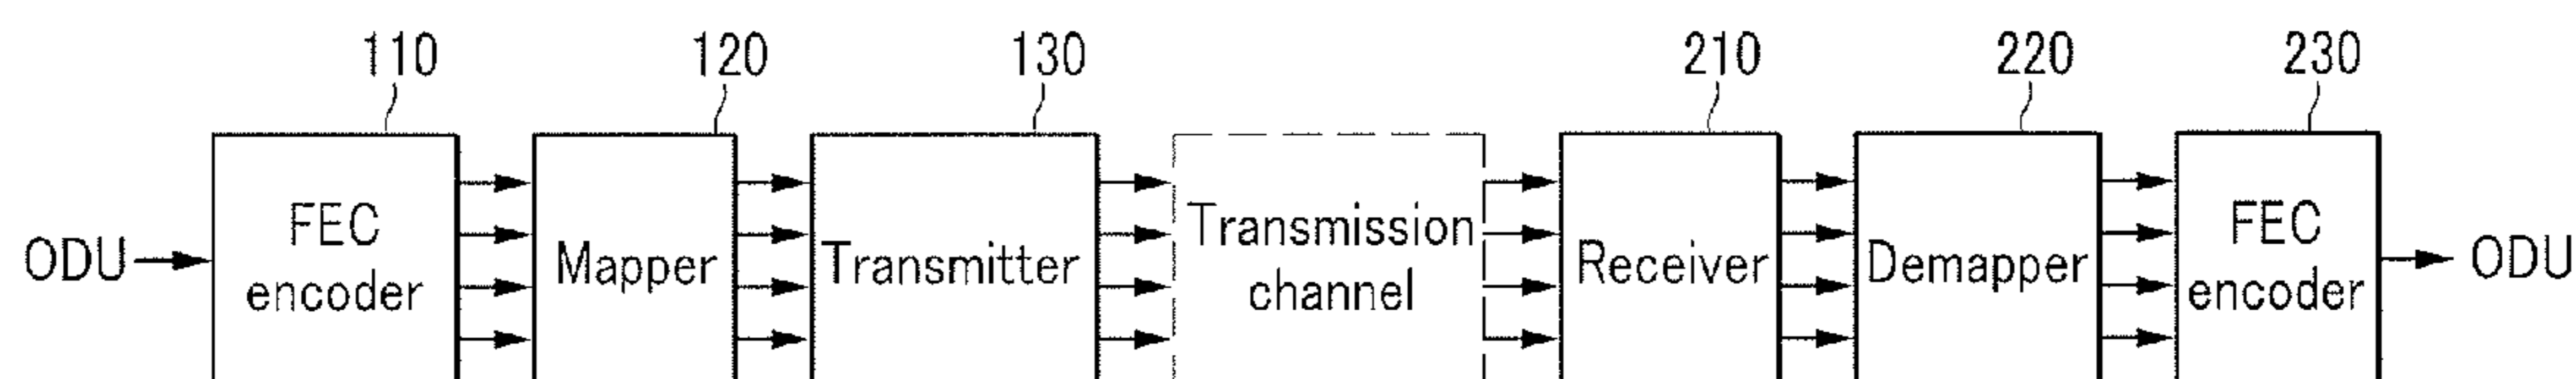 110
120
130
210
220
230
ODU
FEC
encoder
Mapper
Transmitter
Transmission
channel
Receiver
Demapper
FEC
encoder
ODU